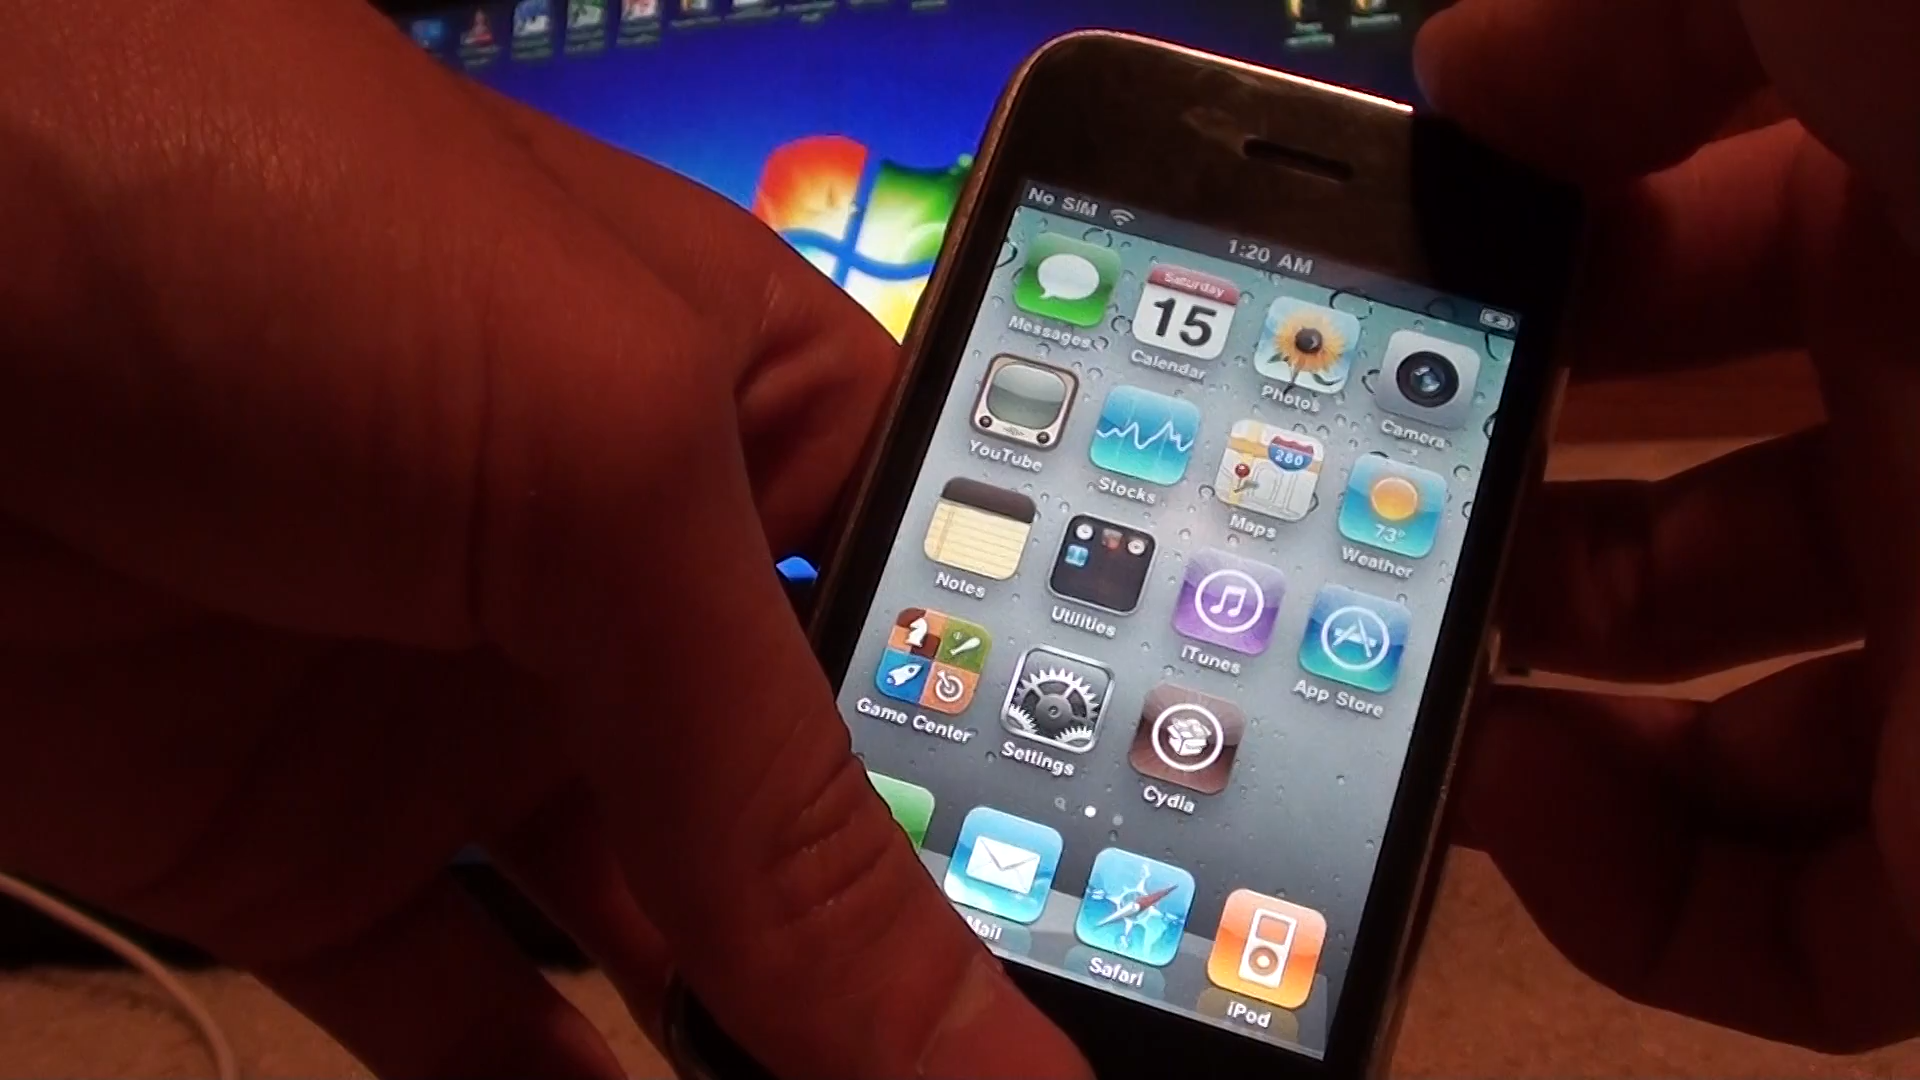 No SIM
1:20 AM
Messages
Saturday
15
Calendar
Photos
Camera
YouTube
Stocks
280
Maps
73°
Weather
Notes
Utilities
iTunes
App Store
Game Center
Settings
Cydia
Mail
Safari
iPod